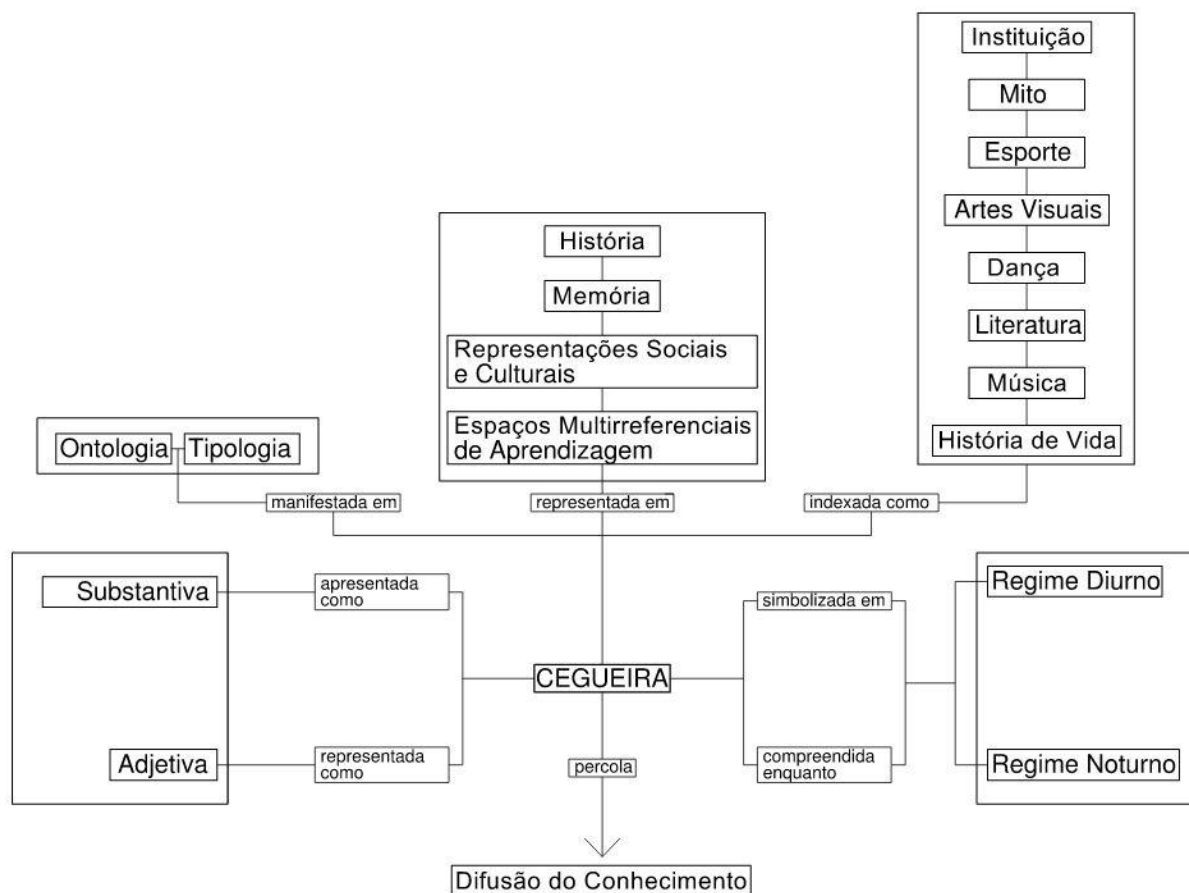 Instituição
Mito
Esporte
Artes Visuais
Dança
Literatura
Música
História de Vida
História
Memória
Representações Sociais
e Culturais
Espaços Multirreferenciais
de Aprendizagem
Ontologia
Tipologia
manifestada em
representada em
indexada como
Substantiva
apresentada
como
simbolizada em
Regime Diurno
CEGUEIRA
Adjetiva
representada
como
percola
compreendida
enquanto
Regime Noturno
Difusão do Conhecimento